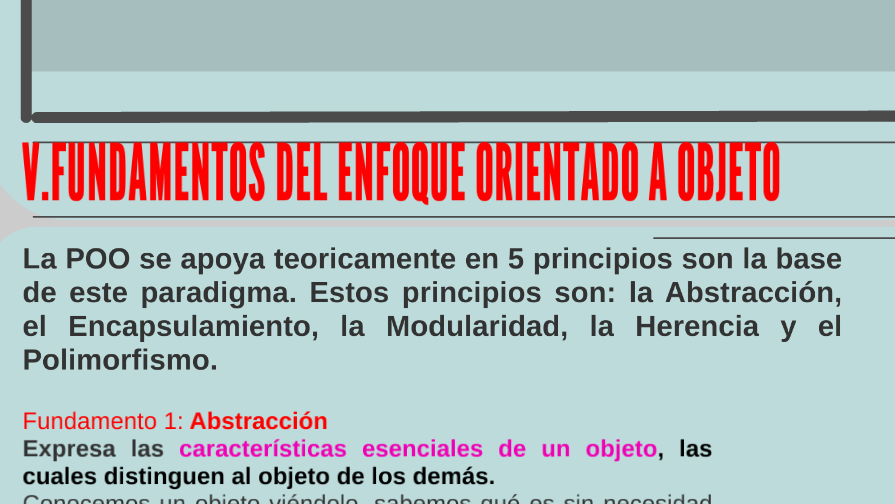 V.FUNDAMENTOS DEL ENFOQUE ORIENTADO A OBJETO
La POO se apoya teoricamente en 5 principios son la base
de este paradigma. Estos principios son: la Abstracción,
el Encapsulamiento, la Modularidad, la Herencia y el
Polimorfismo.
Fundamento 1: Abstracción
Expresa las características esenciales de un objeto, las
cuales distinguen al objeto de los demás.
Conocemos un objeto viéndolo, sabemos qué es sin necesidad